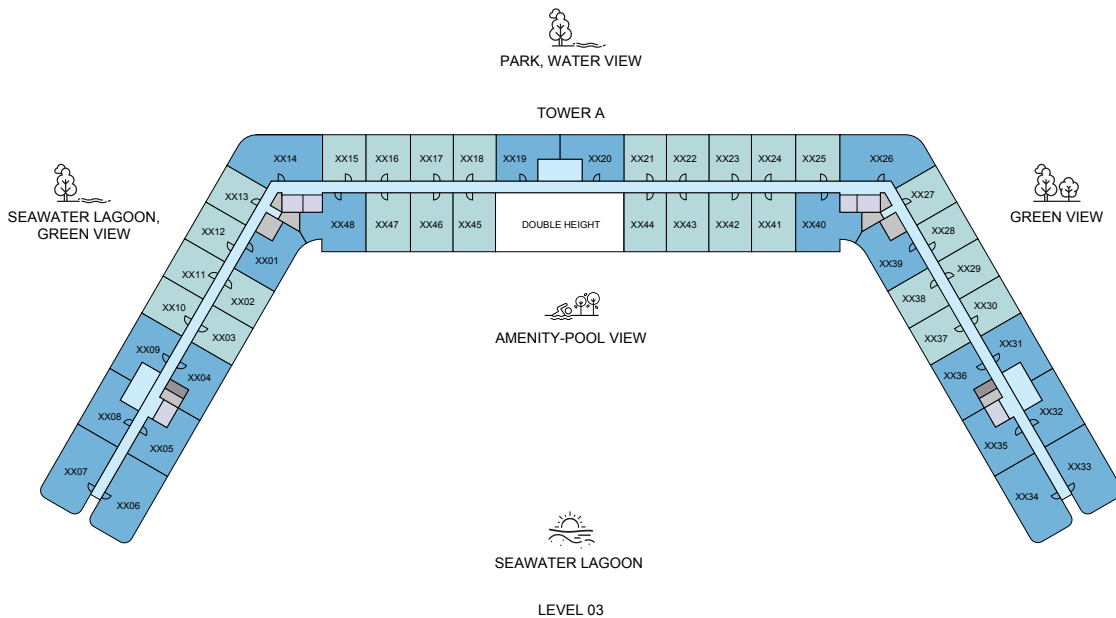 PARK, WATER VIEW
TOWER A
XX14
XX15
XX16
XX17
XX18
XX19
XX20
XX21
XX22
XX23
XX24
XX25
XX26
SEAWATER LAGOON,
GREEN VIEW
GREEN VIEW
XX13
XX12
XX11
XX10
XX09
XX08
XX07
XX01
XX02
XX03
XX04
XX05
XX06
XX48
XX47
XX46
XX45
DOUBLE HEIGHT
XX44
XX43
XX42
XX41
XX40
XX39
XX38
XX37
XX36
XX35
XX34
XX27
XX28
XX29
XX30
XX31
XX32
XX33
AMENITY-POOL VIEW
SEAWATER LAGOON
LEVEL 03